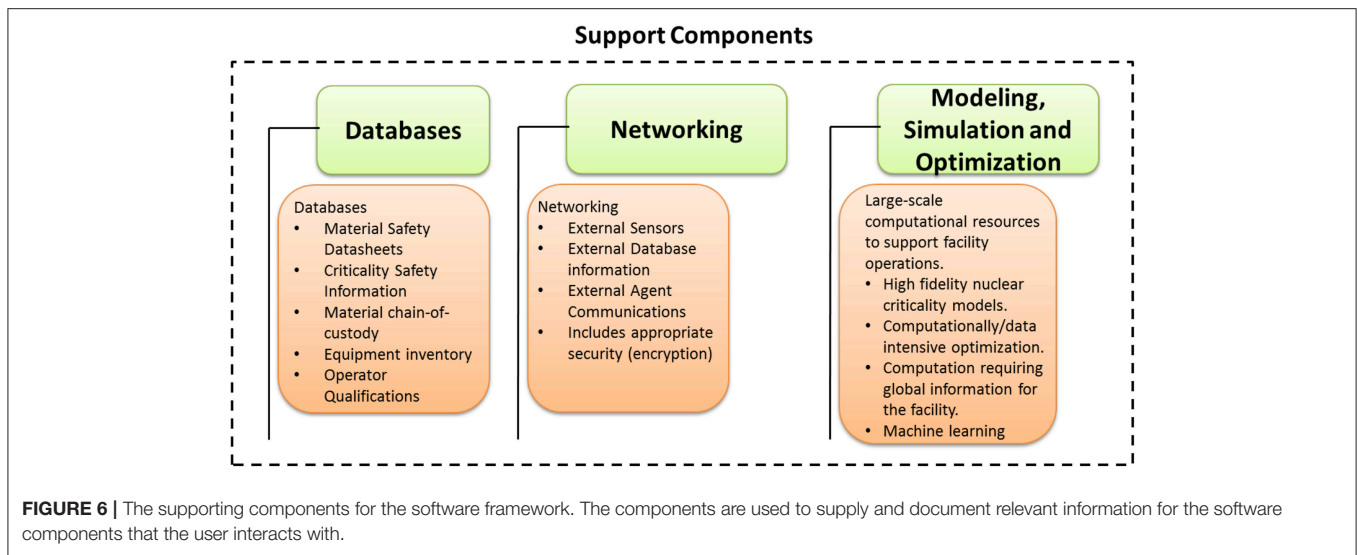 Support Components
Databases
Databases
• Material Safety
Datasheets
• Criticality Safety
Information
• Material chain-of-
custody
• Equipment inventory
• Operator
Qualifications
Networking
Networking
• External Sensors
• External Database
information
• External Agent
Communications
• Includes appropriate
security (encryption)
Modeling,
Simulation and
Optimization
Large-scale
computational resources
to support facility
operations.
• High fidelity nuclear
criticality models.
• Computationally/data
intensive optimization.
• Computation requiring
global information for
the facility.
• Machine learning
FIGURE 6 | The supporting components for the software framework. The components are used to supply and document relevant information for the software
components that the user interacts with.